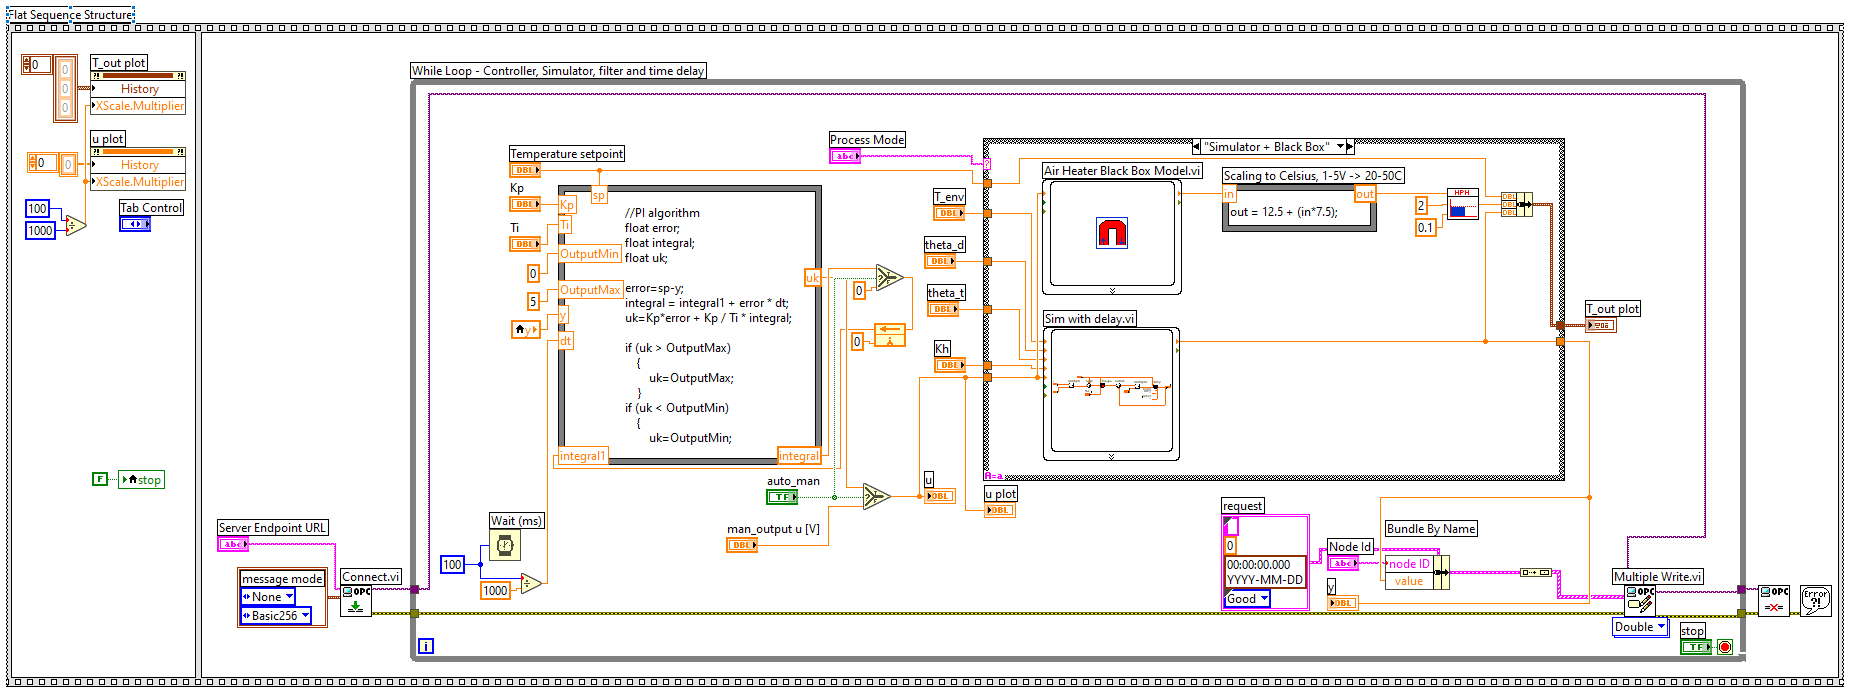 Flat Sequence Structure
0
0
0
0
T_out plot
History
XScale.Multiplier
u plot
0
0
History
XScale.Multiplier
100
1000
Tab Control
F
stop
Server Endpoint URL
abc
message mode
None
Basic256
Connect.vi
OPC
While Loop - Controller, Simulator, filter and time delay
Temperature setpoint
DBL
Kp
DBL
Ti
DBL
0
5
y
sp
Kp
Ti
OutputMin
OutputMax
y
dt
integral1
//PI algorithm
float error;
float integral;
float uk;
error=sp-y;
integral = integral1 + error * dt;
uk=Kp*error + Kp / Ti * integral;
if (uk > OutputMax)
{
uk=OutputMax;
}
if (uk < OutputMin)
{
uk=OutputMin;
uk
integral
0
0
auto_man
TF
man_output u [V]
DBL
Wait (ms)
100
1000
i
Process Mode
abc
T_env
DBL
theta_d
DBL
theta_t
DBL
Kh
DBL
u
DBL
u plot
DBL
"Simulator + Black Box"
Air Heater Black Box Model.vi
Scaling to Celsius, 1-5V -> 20-50C
in
out
out = 12.5 + (in*7.5);
HPH
2
0.1
DBL
DBL
DBL
Sim with delay.vi
A=a
T_out plot
request
0
00:00:00.000
YYYY-MM-DD
Good
Node Id
abc
y
DBL
Bundle By Name
node ID
value
Multiple Write.vi
OPC
Double
stop
TF
OPC
Error